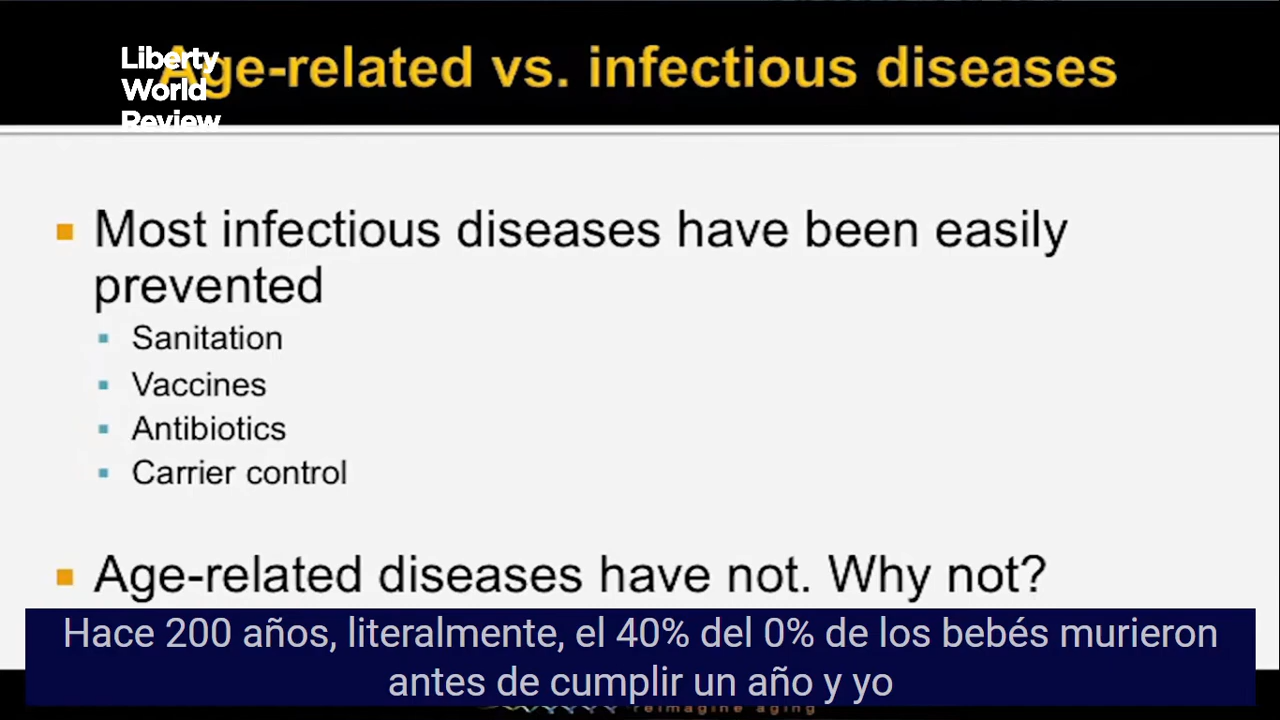 Liberty
World
Review
Age-related vs. infectious diseases
Most infectious diseases have been easily
prevented
Sanitation
Vaccines
Antibiotics
Carrier control
Age-related diseases have not. Why not?
Hace 200 años, literalmente, el 40% del 0% de los bebés murieron
antes de cumplir un año y yo
reimagine aging